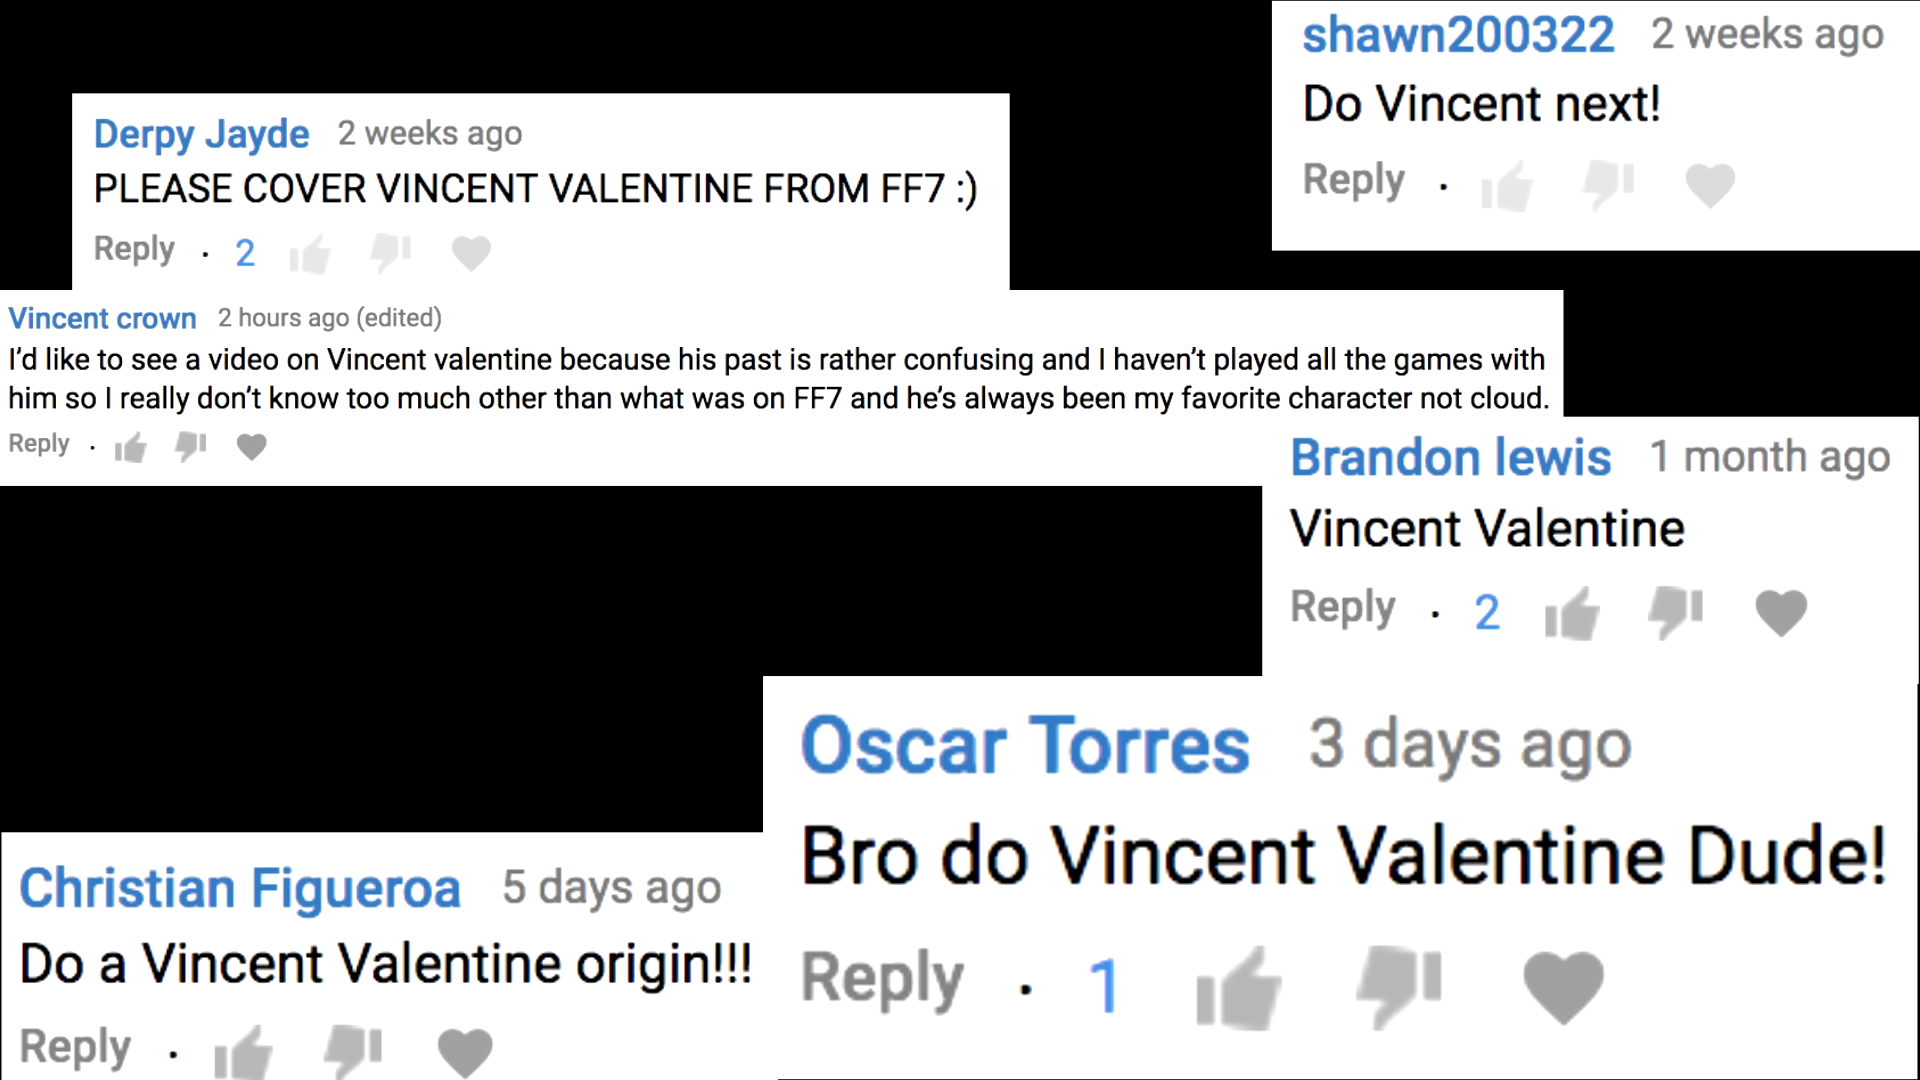 shawn200322 2 weeks ago
Do Vincent next!
Reply .
Derpy Jayde 2 weeks ago
PLEASE COVER VINCENT VALENTINE FROM FF7 :)
Reply . 2
Vincent crown 2 hours ago (edited)
I’d like to see a video on Vincent valentine because his past is rather confusing and I haven’t played all the games with
him so I really don’t know too much other than what was on FF7 and he’s always been my favorite character not cloud.
Reply .
Brandon lewis 1 month ago
Vincent Valentine
Reply . 2
Oscar Torres 3 days ago
Bro do Vincent Valentine Dude!
Reply . 1
Christian Figueroa 5 days ago
Do a Vincent Valentine origin!!!
Reply .